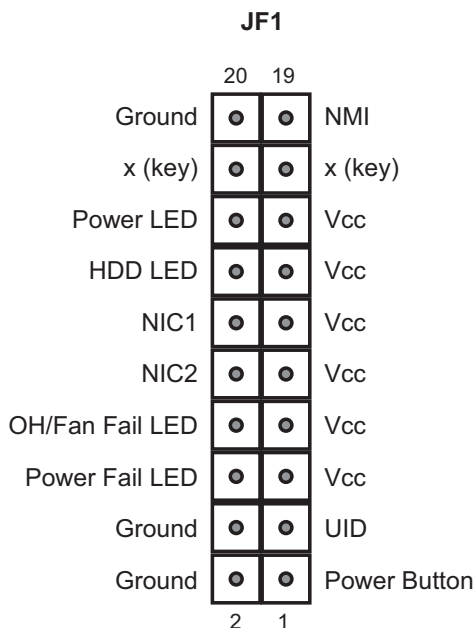 JF1
20 19
Ground NMI
x (key) x (key)
Power LED Vcc
HDD LED Vcc
NIC1 Vcc
NIC2 Vcc
OH/Fan Fail LED Vcc
Power Fail LED Vcc
Ground UID
Ground Power Button
2 1